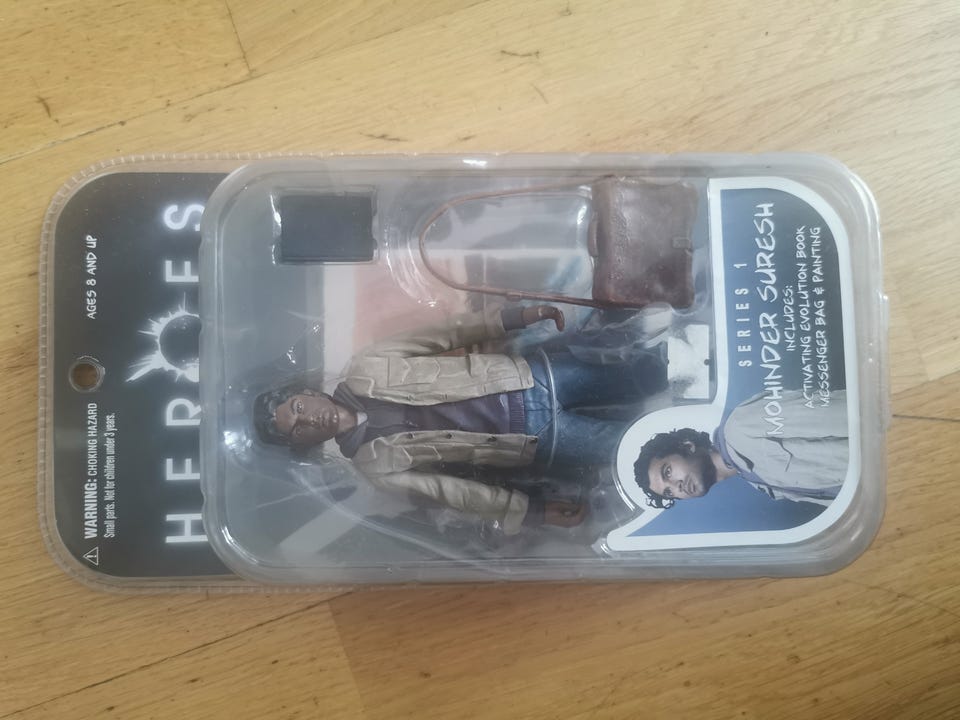 AGES 8 AND UP
WARNING: CHOKING HAZARD
Small parts. Not for children under 3 years.
HEROES
SERIES 1
MOHINDER SURESH
INCLUDES:
ACTIVATING EVOLUTION BOOK
MESSENGER BAG & PAINTING